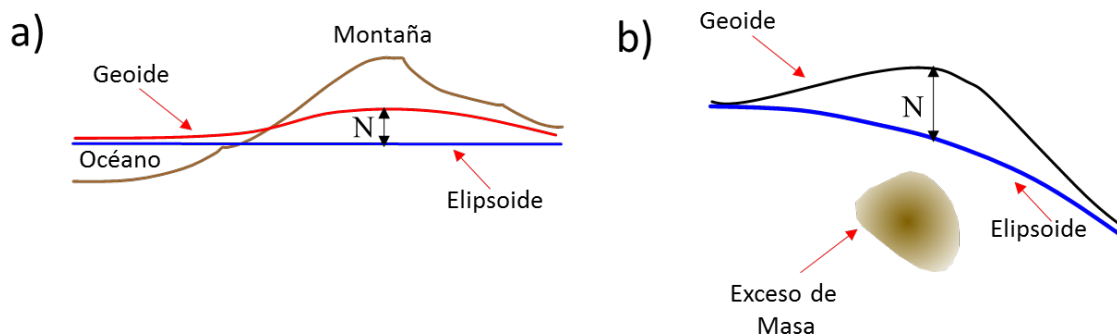 a)
Montaña
Geoide
N
Océano
Elipsoide
b)
Geoide
N
Elipsoide
Exceso de
Masa